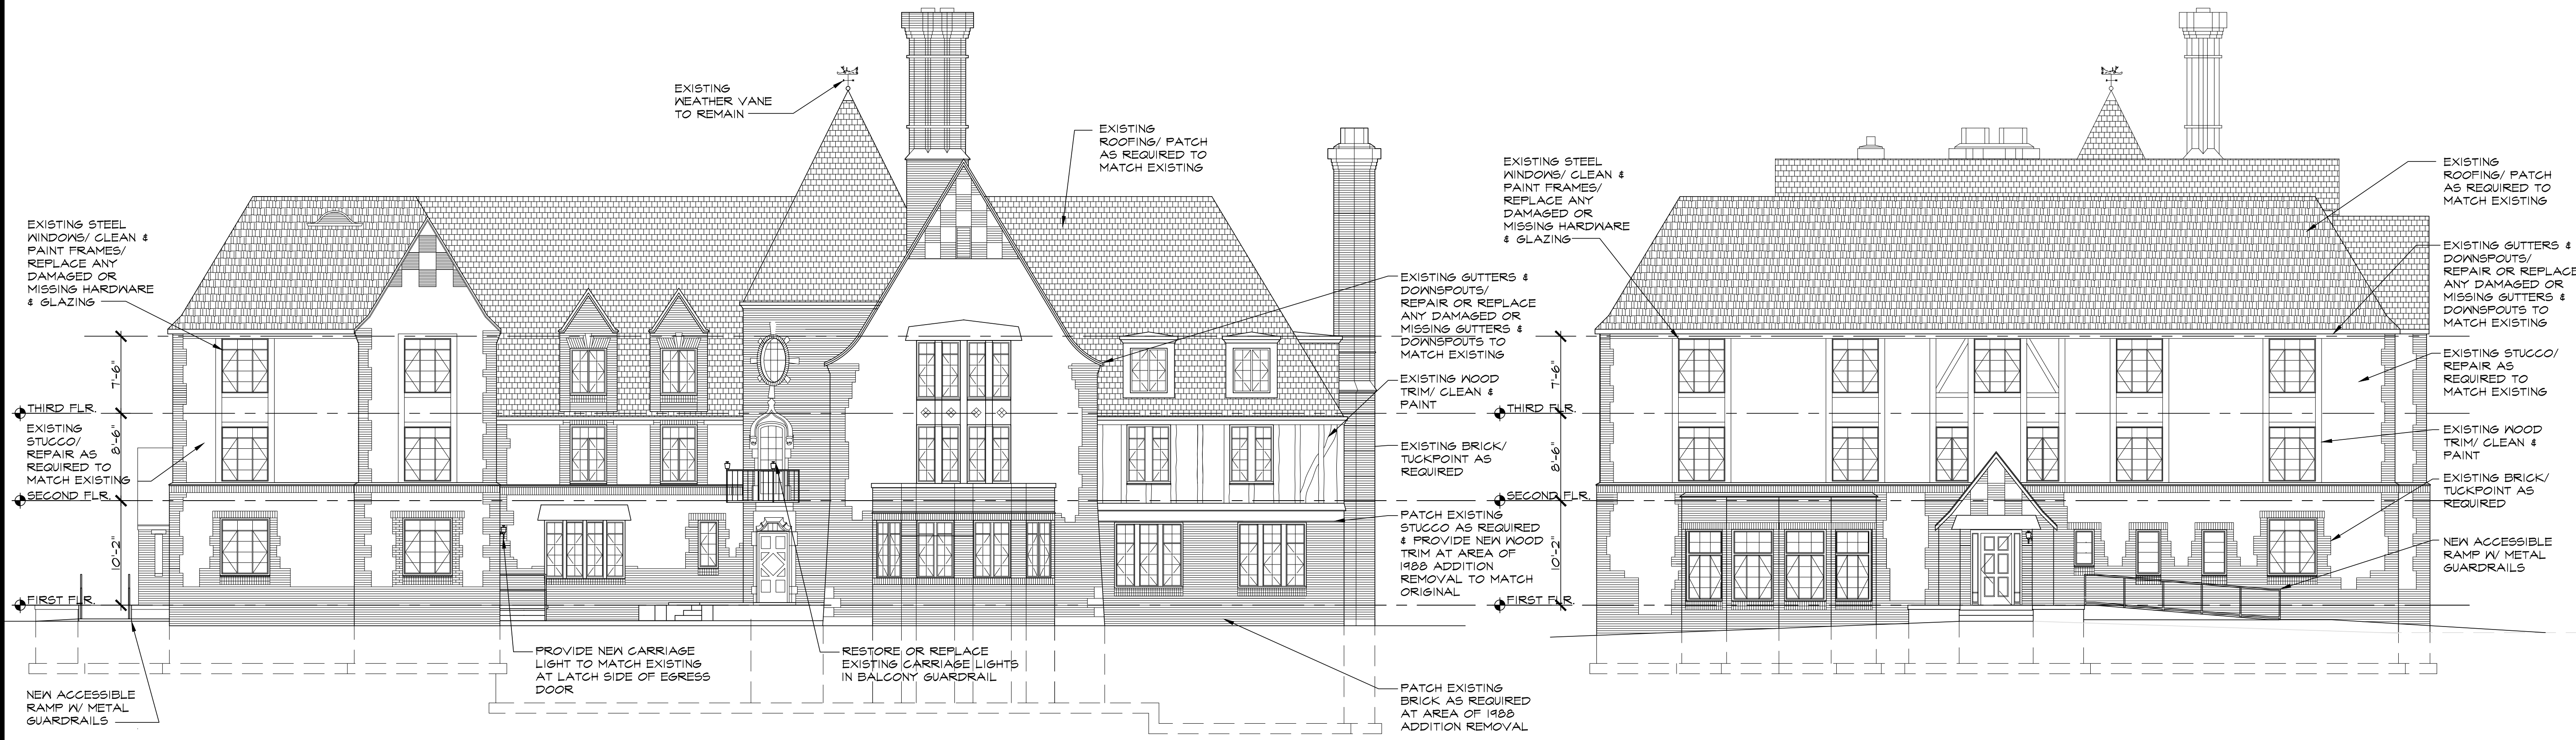 EXISTING
WEATHER VANE
TO REMAIN
EXISTING
ROOFING/ PATCH
AS REQUIRED TO
MATCH EXISTING
EXISTING STEEL
WINDOWS/ CLEAN &
PAINT FRAMES/
REPLACE ANY
DAMAGED OR
MISSING HARDWARE
& GLAZING
7'-6"
THIRD FLR.
EXISTING
STUCCO/
REPAIR AS
REQUIRED TO
MATCH EXISTING
8'-6"
SECOND FLR.
10'-2"
FIRST FLR.
NEW ACCESSIBLE
RAMP W/ METAL
GUARDRAILS
PROVIDE NEW CARRIAGE
LIGHT TO MATCH EXISTING
AT LATCH SIDE OF EGRESS
DOOR
RESTORE OR REPLACE
EXISTING CARRIAGE LIGHTS
IN BALCONY GUARDRAIL
EXISTING GUTTERS &
DOWNSPOUTS/
REPAIR OR REPLACE
ANY DAMAGED OR
MISSING GUTTERS &
DOWNSPOUTS TO
MATCH EXISTING
EXISTING WOOD
TRIM/ CLEAN &
PAINT
EXISTING BRICK/
TUCKPOINT AS
REQUIRED
PATCH EXISTING
STUCCO AS REQUIRED
& PROVIDE NEW WOOD
TRIM AT AREA OF
1988 ADDITION
REMOVAL TO MATCH
ORIGINAL
PATCH EXISTING
BRICK AS REQUIRED
AT AREA OF 1988
ADDITION REMOVAL
EXISTING STEEL
WINDOWS/ CLEAN &
PAINT FRAMES/
REPLACE ANY
DAMAGED OR
MISSING HARDWARE
& GLAZING
7'-6"
THIRD FLR.
8'-6"
SECOND FLR.
10'-2"
FIRST FLR.
EXISTING
ROOFING/ PATCH
AS REQUIRED TO
MATCH EXISTING
EXISTING GUTTERS &
DOWNSPOUTS/
REPAIR OR REPLACE
ANY DAMAGED OR
MISSING GUTTERS &
DOWNSPOUTS TO
MATCH EXISTING
EXISTING STUCCO/
REPAIR AS
REQUIRED TO
MATCH EXISTING
EXISTING WOOD
TRIM/ CLEAN &
PAINT
EXISTING BRICK/
TUCKPOINT AS
REQUIRED
NEW ACCESSIBLE
RAMP W/ METAL
GUARDRAILS